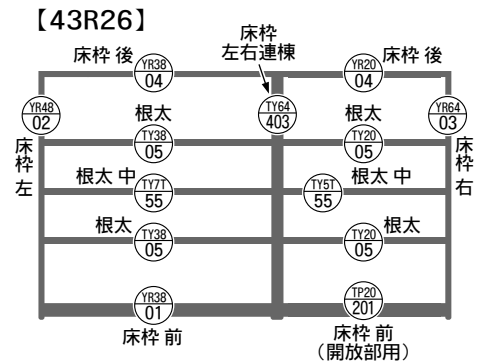 【43R26】
床枠
左右連棟
床枠 後
YR38
04
YR20
04
床枠 後
YR48
02
根太
TY64
403
根太
YR64
03
TY38
05
TY20
05
床枠 左
根太 中
TY7T
55
TY5T
55
根太 中
床枠 右
根太
TY38
05
TY20
05
根太
YR38
01
TP20
201
床枠 前
床枠 前
（開放部用）